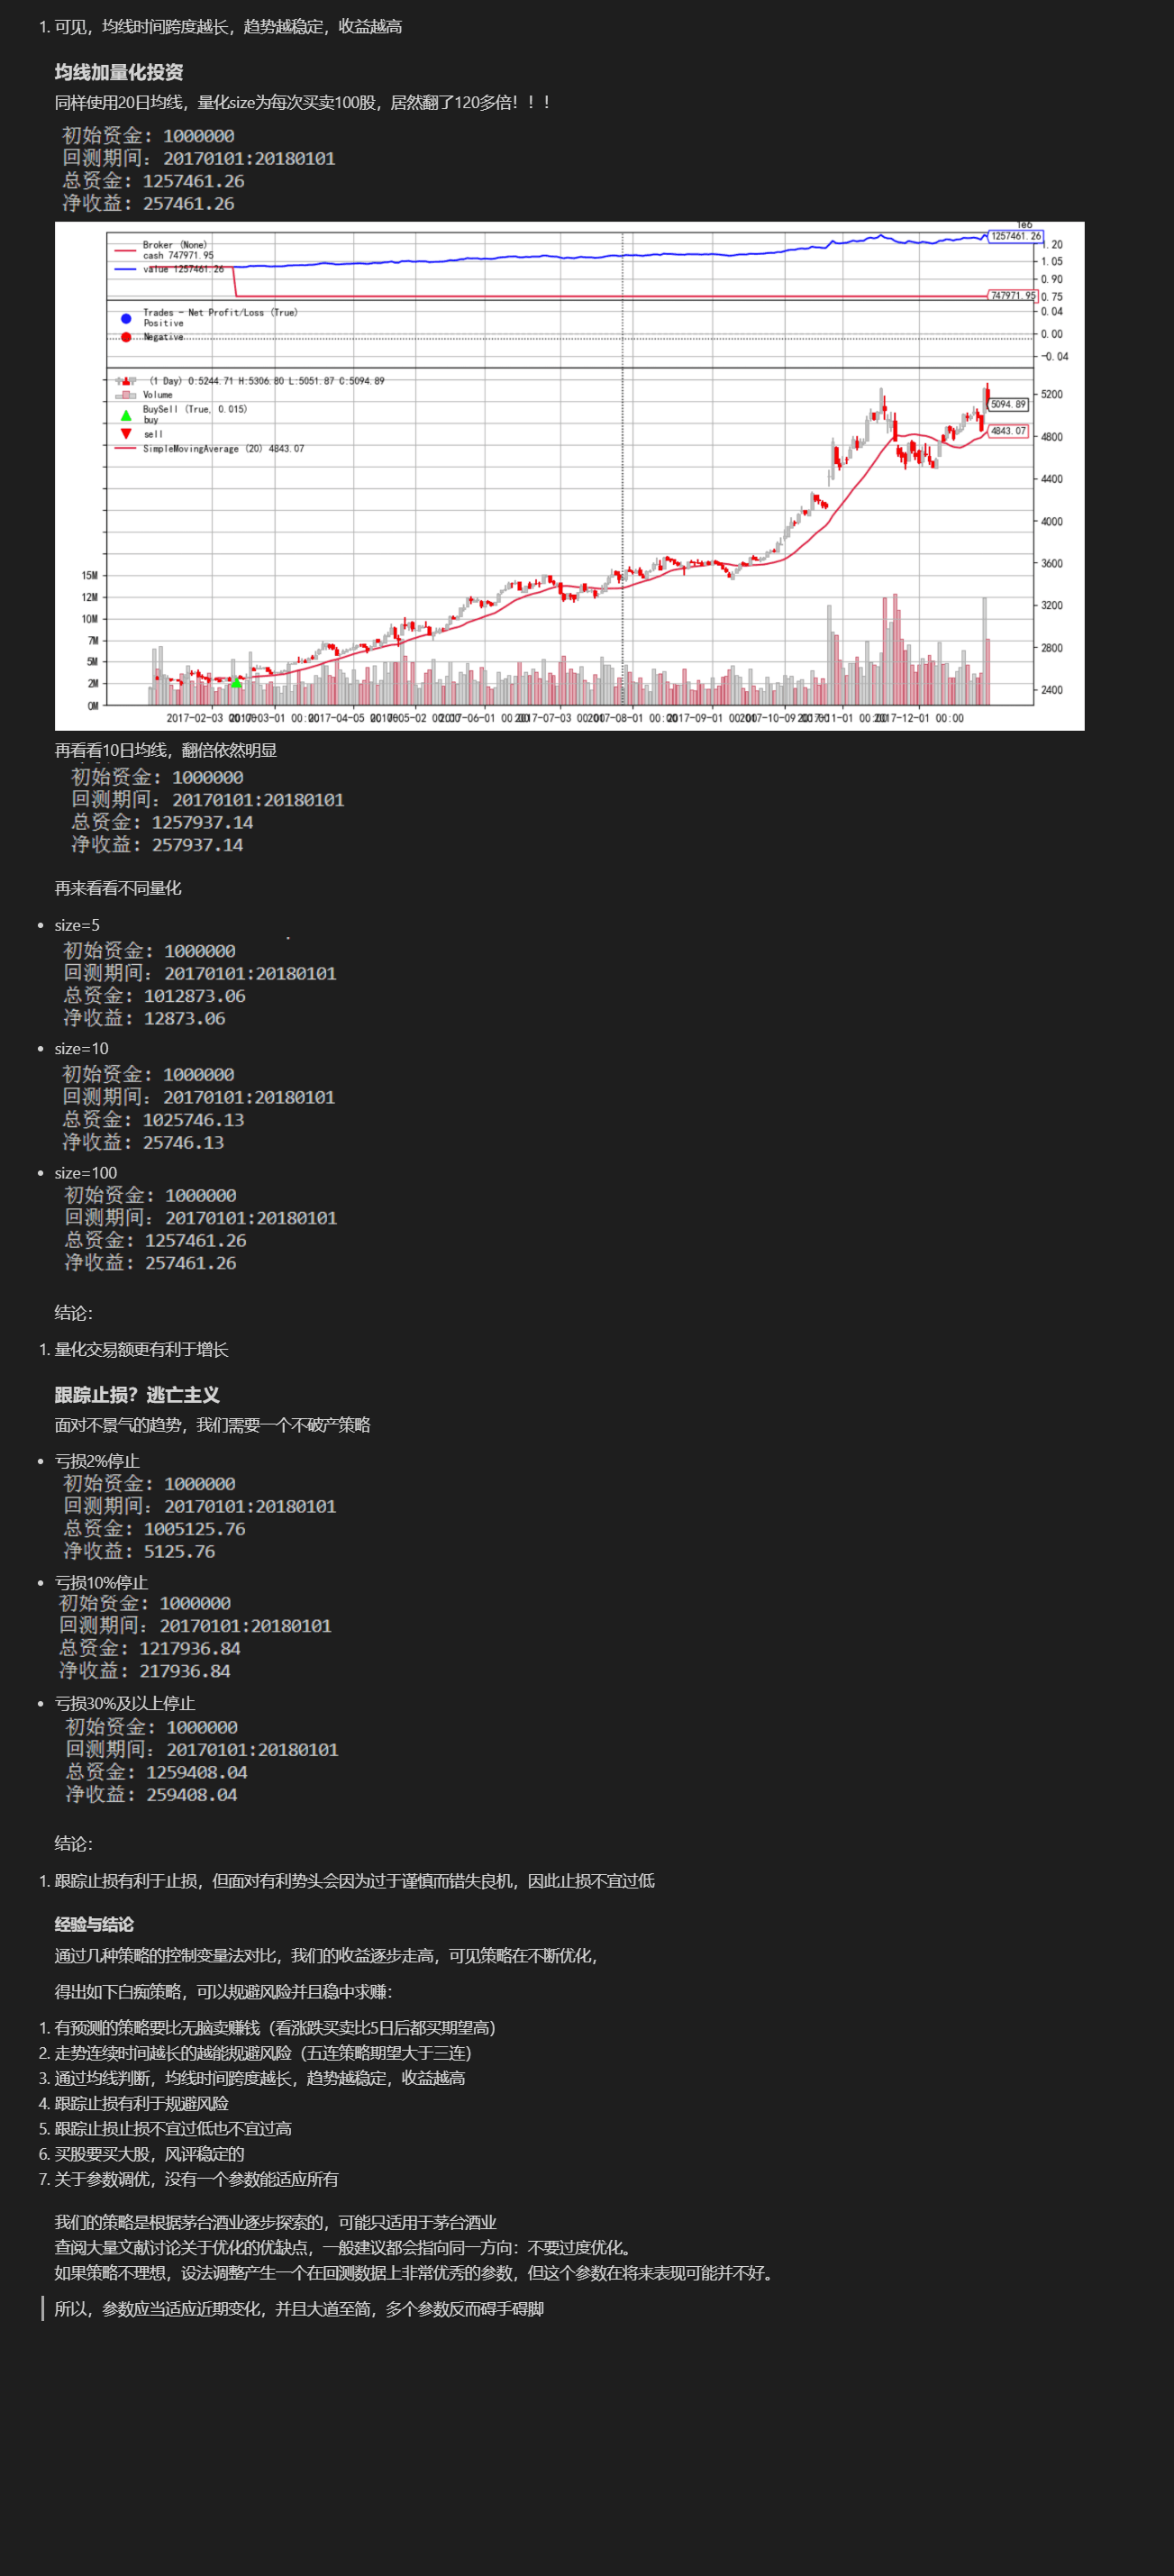 1. 可见，均线时间跨度越长，趋势越稳定，收益越高
均线加量化投资
同样使用20日均线，量化size为每次买卖100股，居然翻了120多倍！！！
初始资金: 1000000
回测期间: 20170101:20180101
总资金: 1257461.26
净收益: 257461.26
1e6
Broker (None)
cash 747971.95
value 1257461.26
1257461.26
1.20
1.05
0.90
747971.95
0.75
Trades - Net Profit/Loss (True)
Positive
Negative
0.04
0.00
-0.04
(1 Day) O:5244.71 H:5306.80 L:5051.87 C:5094.89
Volume
BuySell (True, 0.015)
buy
sell
SimpleMovingAverage (20) 4843.07
5200
5094.89
4843.07
4800
4400
4000
3600
3200
2800
2400
15M
12M
10M
7M
5M
2M
0M
2017-02-03 00:00
2017-03-01 00:00
2017-04-05 00:00
2017-05-02 00:00
2017-06-01 00:00
2017-07-03 00:00
2017-08-01 00:00
2017-09-01 00:00
2017-10-09 00:00
2017-11-01 00:00
2017-12-01 00:00
再看看10日均线，翻倍依然明显
初始资金: 1000000
回测期间: 20170101:20180101
总资金: 1257937.14
净收益: 257937.14
再来看看不同量化
• size=5
初始资金: 1000000
回测期间: 20170101:20180101
总资金: 1012873.06
净收益: 12873.06
• size=10
初始资金: 1000000
回测期间: 20170101:20180101
总资金: 1025746.13
净收益: 25746.13
• size=100
初始资金: 1000000
回测期间: 20170101:20180101
总资金: 1257461.26
净收益: 257461.26
结论：
1. 量化交易额更有利于增长
跟踪止损？逃亡主义
面对不景气的趋势，我们需要一个不破产策略
• 亏损2%停止
初始资金: 1000000
回测期间: 20170101:20180101
总资金: 1005125.76
净收益: 5125.76
• 亏损10%停止
初始资金: 1000000
回测期间: 20170101:20180101
总资金: 1217936.84
净收益: 217936.84
• 亏损30%及以上停止
初始资金: 1000000
回测期间: 20170101:20180101
总资金: 1259408.04
净收益: 259408.04
结论：
1. 跟踪止损有利于止损，但面对有利势头会因为过于谨慎而错失良机，因此止损不宜过低
经验与结论
通过几种策略的控制变量法对比，我们的收益逐步走高，可见策略在不断优化，
得出如下白痴策略，可以规避风险并且稳中求赚：
1. 有预测的策略要比无脑卖赚钱（看涨跌买卖比5日后都买期望高）
2. 走势连续时间越长的越能规避风险（五连策略期望大于三连）
3. 通过均线判断，均线时间跨度越长，趋势越稳定，收益越高
4. 跟踪止损有利于规避风险
5. 跟踪止损止损不宜过低也不宜过高
6. 买股要买大股，风评稳定的
7. 关于参数调优，没有一个参数能适应所有
我们的策略是根据茅台酒业逐步探索的，可能只适用于茅台酒业
查阅大量文献讨论关于优化的优缺点，一般建议都会指向同一方向：不要过度优化。
如果策略不理想，设法调整产生一个在回测数据上非常优秀的参数，但这个参数在将来表现可能并不好。
所以，参数应当适应近期变化，并且大道至简，多个参数反而碍手碍脚